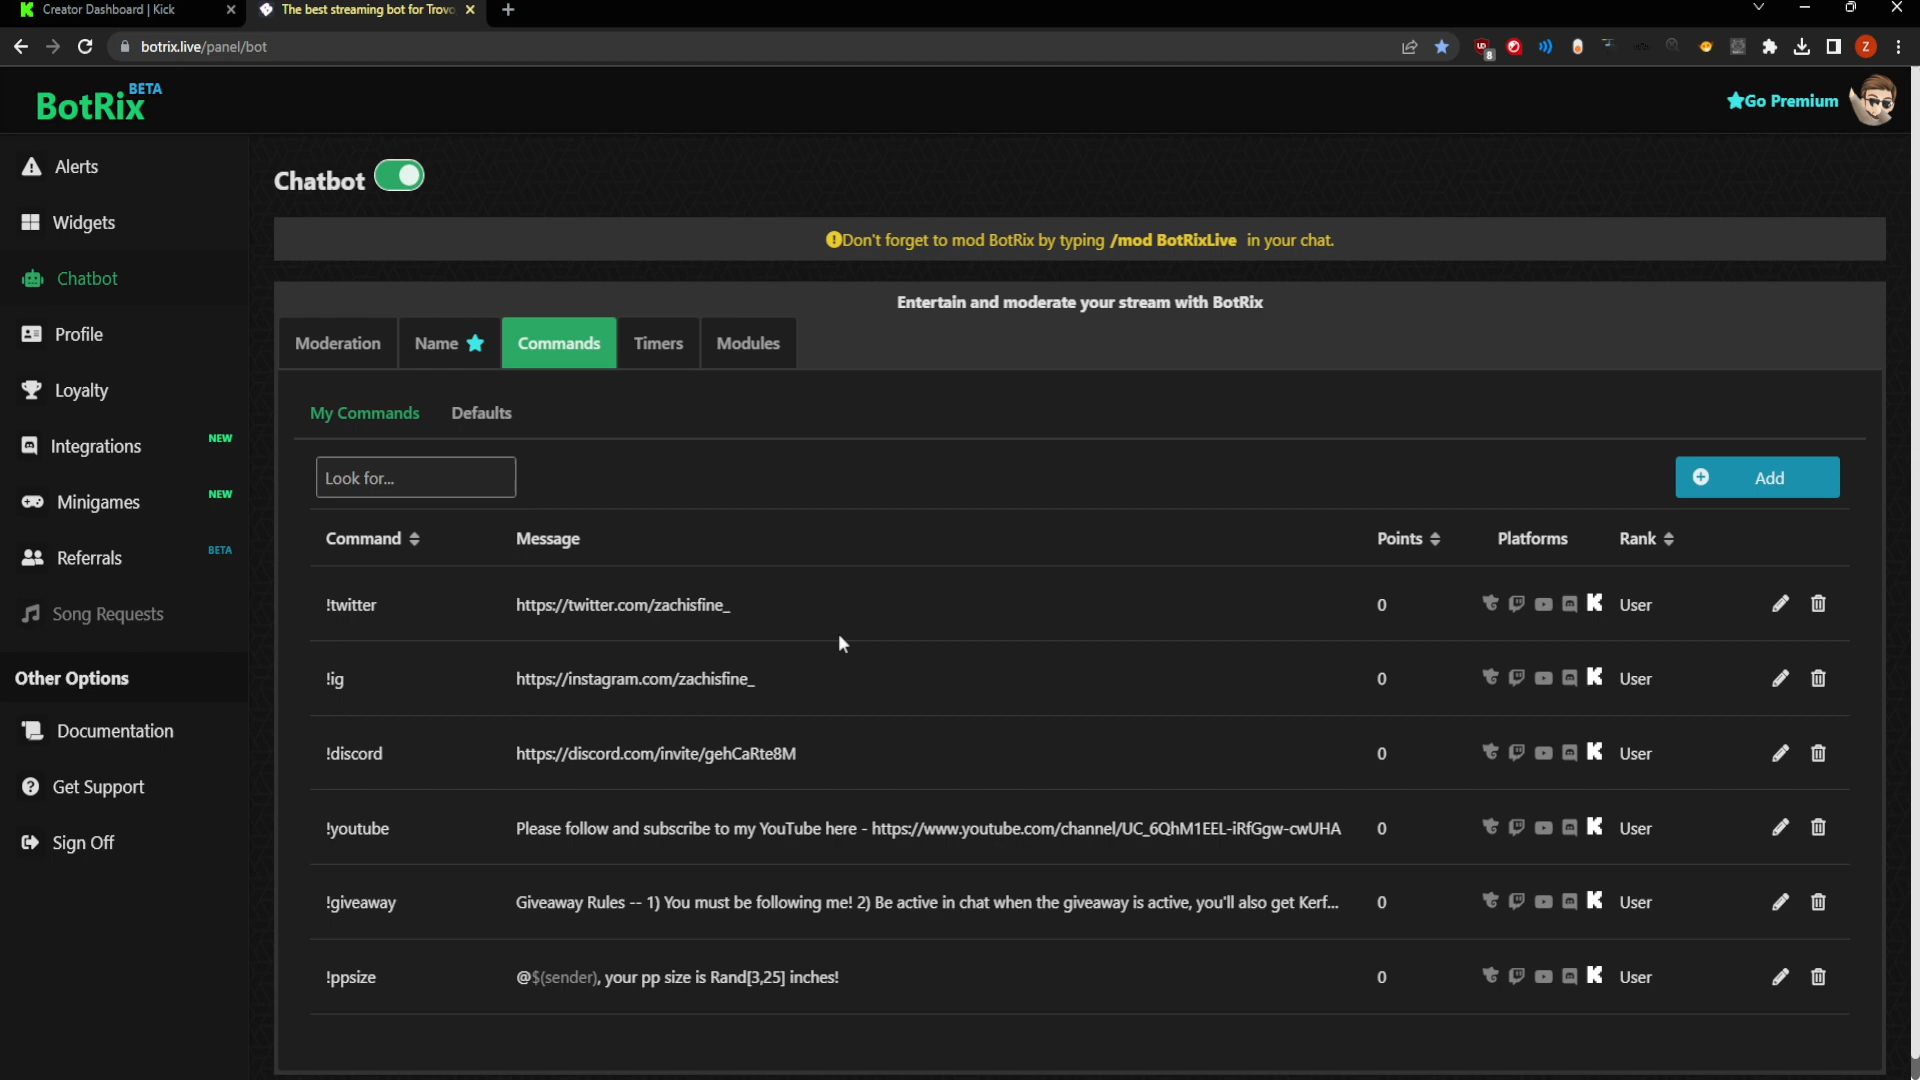 Creator Dashboard | Kick
The best streaming bot for Trovo
botrix.live/panel/bot
8
Z
BotRix BETA
Go Premium
Alerts
Widgets
Chatbot
Profile
Loyalty
Integrations NEW
Minigames NEW
Referrals BETA
Song Requests
Other Options
Documentation
Get Support
Sign Off
Chatbot
Don't forget to mod BotRix by typing /mod BotRixLive in your chat.
Entertain and moderate your stream with BotRix
Moderation Name Commands Timers Modules
My Commands Defaults
Look for...
Add
Command Message Points Platforms Rank
!twitter https://twitter.com/zachisfine_ 0 User
!ig https://instagram.com/zachisfine_ 0 User
!discord https://discord.com/invite/gehCaRte8M 0 User
!youtube Please follow and subscribe to my YouTube here - https://www.youtube.com/channel/UC_6QhM1EEL-iRfGgw-cwUHA 0 User
!giveaway Giveaway Rules -- 1) You must be following me! 2) Be active in chat when the giveaway is active, you'll also get Kerf... 0 User
!ppsize @$(sender), your pp size is Rand[3,25] inches! 0 User